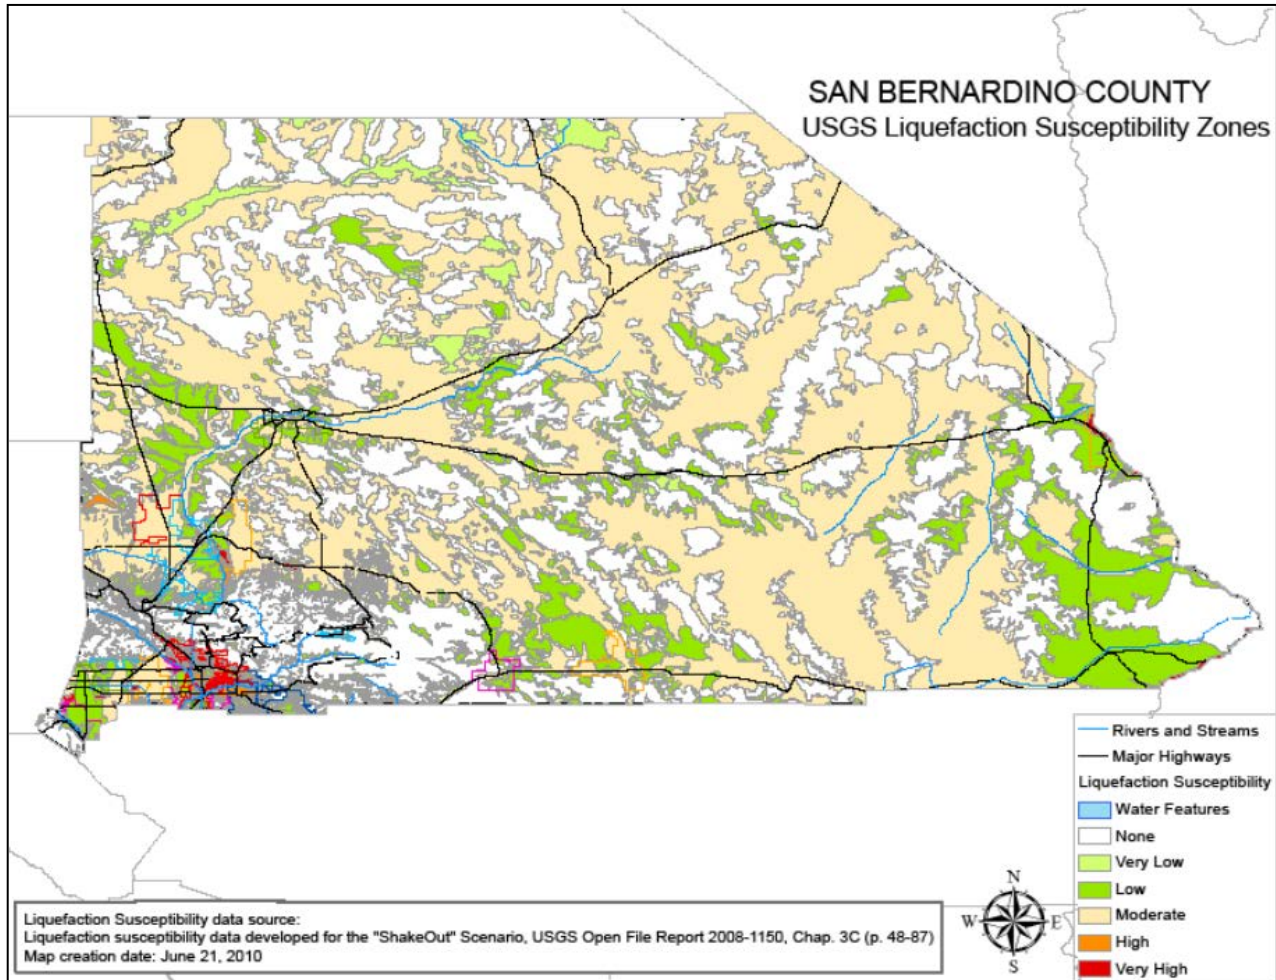 SAN BERNARDINO COUNTY
USGS Liquefaction Susceptibility Zones
Rivers and Streams
Major Highways
Liquefaction Susceptibility
Water Features
None
Very Low
Low
Moderate
High
Very High
N
W E
S
Liquefaction Susceptibility data source:
Liquefaction susceptibility data developed for the "ShakeOut" Scenario, USGS Open File Report 2008-1150, Chap. 3C (p. 48-87)
Map creation date: June 21, 2010